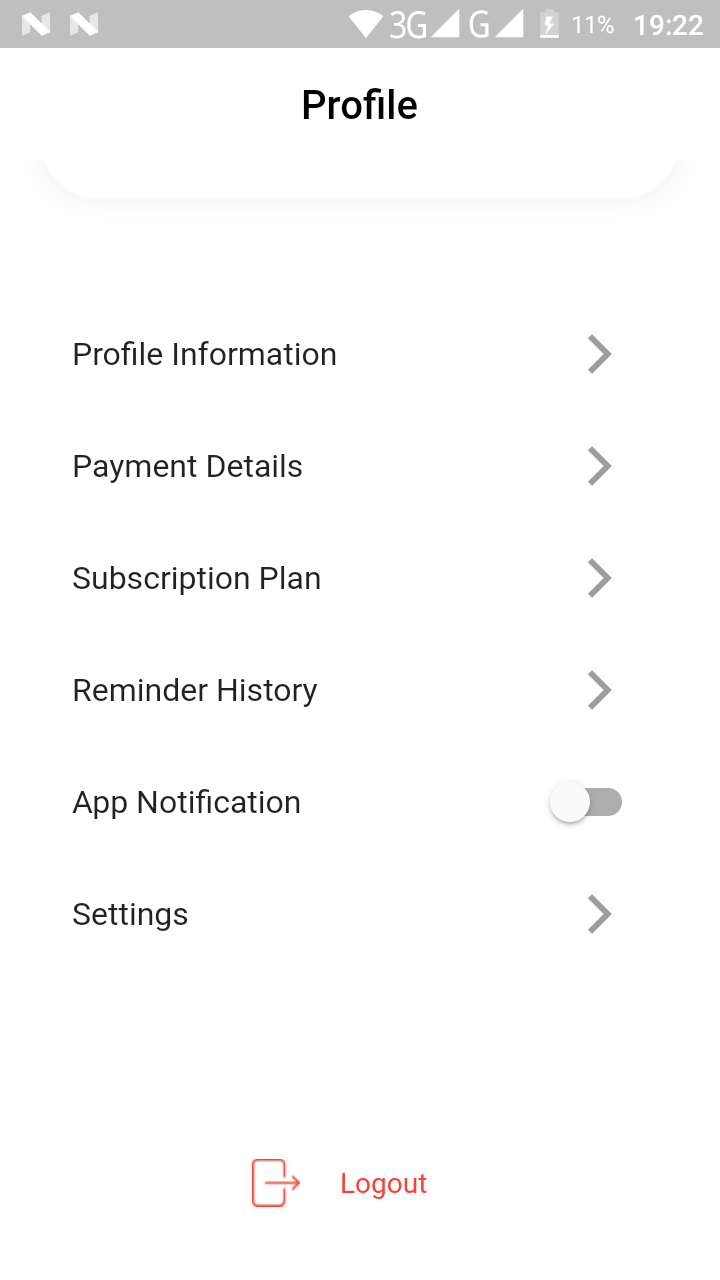 3G G 11% 19:22
Profile
Profile Information
Payment Details
Subscription Plan
Reminder History
App Notification
Settings
Logout